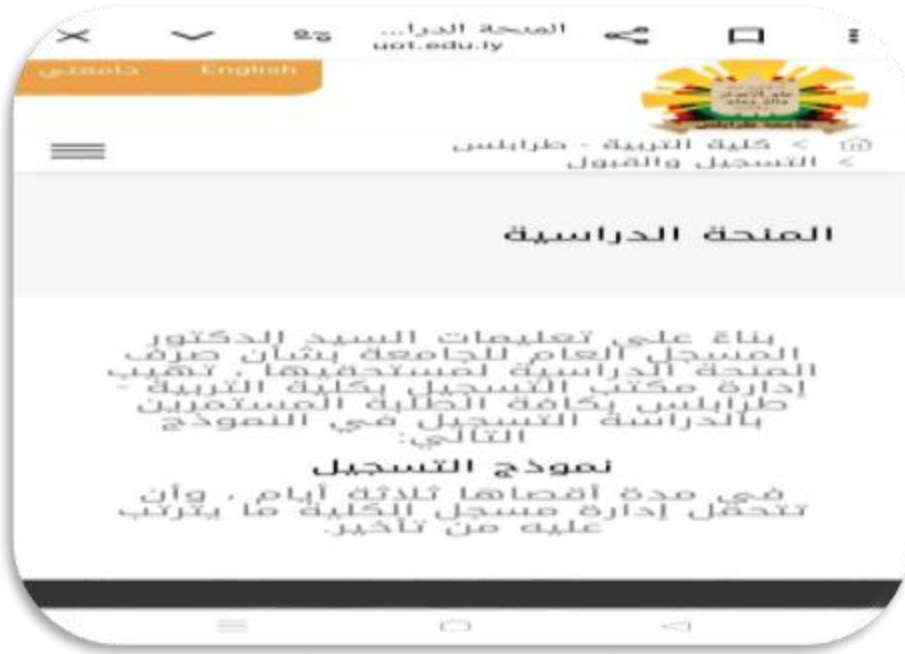 المنحة الدرا...
uot.edu.ly
English
جامعتي
جامعة طرابلس
> كلية التربية - طرابلس
> التسجيل والقبول
المنحة الدراسية
بناءً على تعليمات السيد الدكتور
المسجل العام للجامعة بشأن صرف
المنحة الدراسية لمستحقيها ، تهيب
إدارة مكتب التسجيل بكلية التربية -
طرابلس بكافة الطلبة المستمرين
بالدراسة التسجيل في النموذج
التالي:
نموذج التسجيل
في مدة أقصاها ثلاثة أيام ، وأن
تتحمل إدارة مسجل الكلية ما يترتب
عليه من تأخير.